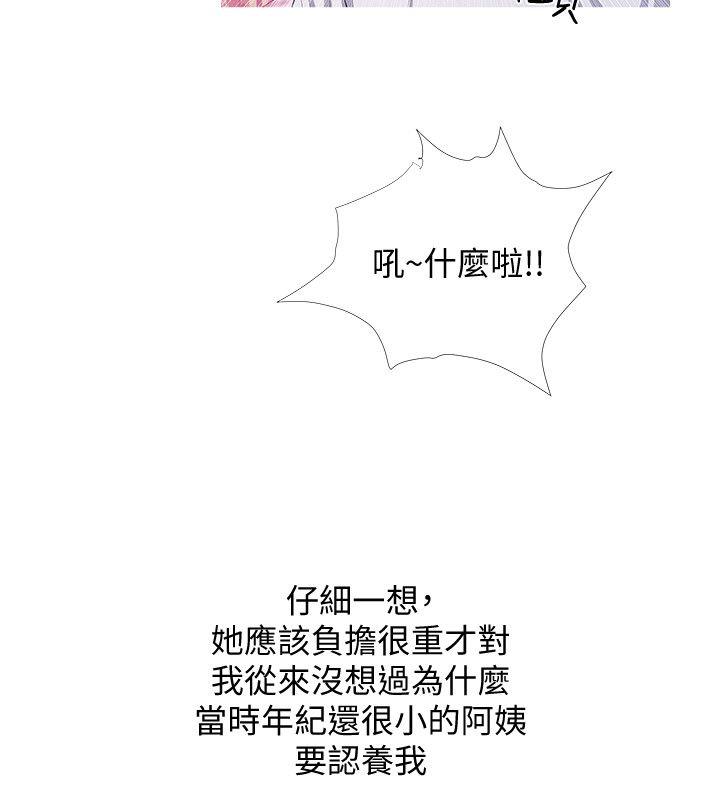 吼~什麼啦!!
仔細一想,
她應該負擔很重才對
我從來沒想過為什麼
當時年紀還很小的阿姨
要認養我